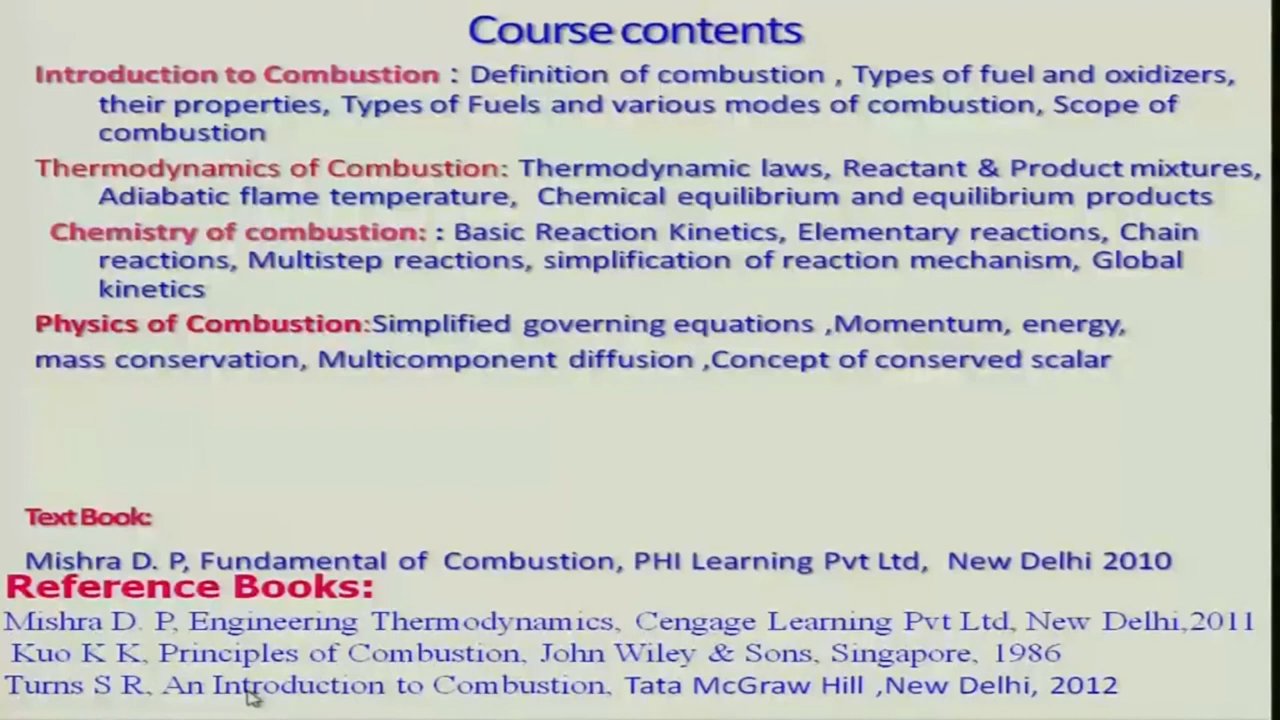 Course contents
Introduction to Combustion : Definition of combustion , Types of fuel and oxidizers,
their properties, Types of Fuels and various modes of combustion, Scope of
combustion
Thermodynamics of Combustion: Thermodynamic laws, Reactant & Product mixtures,
Adiabatic flame temperature, Chemical equilibrium and equilibrium products
Chemistry of combustion: : Basic Reaction Kinetics, Elementary reactions, Chain
reactions, Multistep reactions, simplification of reaction mechanism, Global
kinetics
Physics of Combustion:Simplified governing equations ,Momentum, energy,
mass conservation, Multicomponent diffusion ,Concept of conserved scalar
Text Book:
Mishra D. P, Fundamental of Combustion, PHI Learning Pvt Ltd, New Delhi 2010
Reference Books:
Mishra D. P, Engineering Thermodynamics, Cengage Learning Pvt Ltd, New Delhi,2011
Kuo K K, Principles of Combustion, John Wiley & Sons, Singapore, 1986
Turns S R, An Introduction to Combustion, Tata McGraw Hill ,New Delhi, 2012